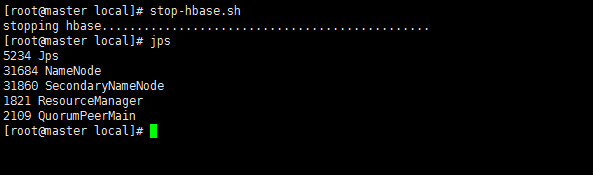 [root@master local]# stop-hbase.sh
stopping hbase...............................................
[root@master local]# jps
5234 Jps
31684 NameNode
31860 SecondaryNameNode
1821 ResourceManager
2109 QuorumPeerMain
[root@master local]#